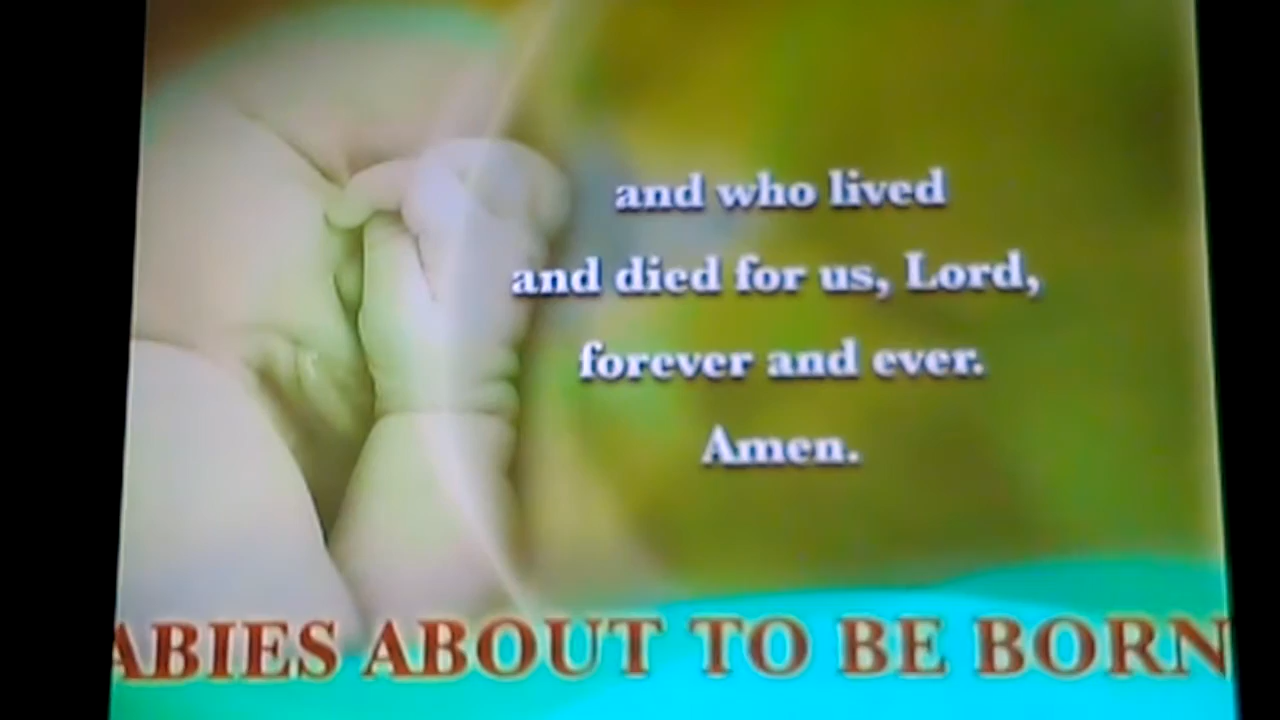 and who lived
and died for us, Lord,
forever and ever.
Amen.
ABIES ABOUT TO BE BORN